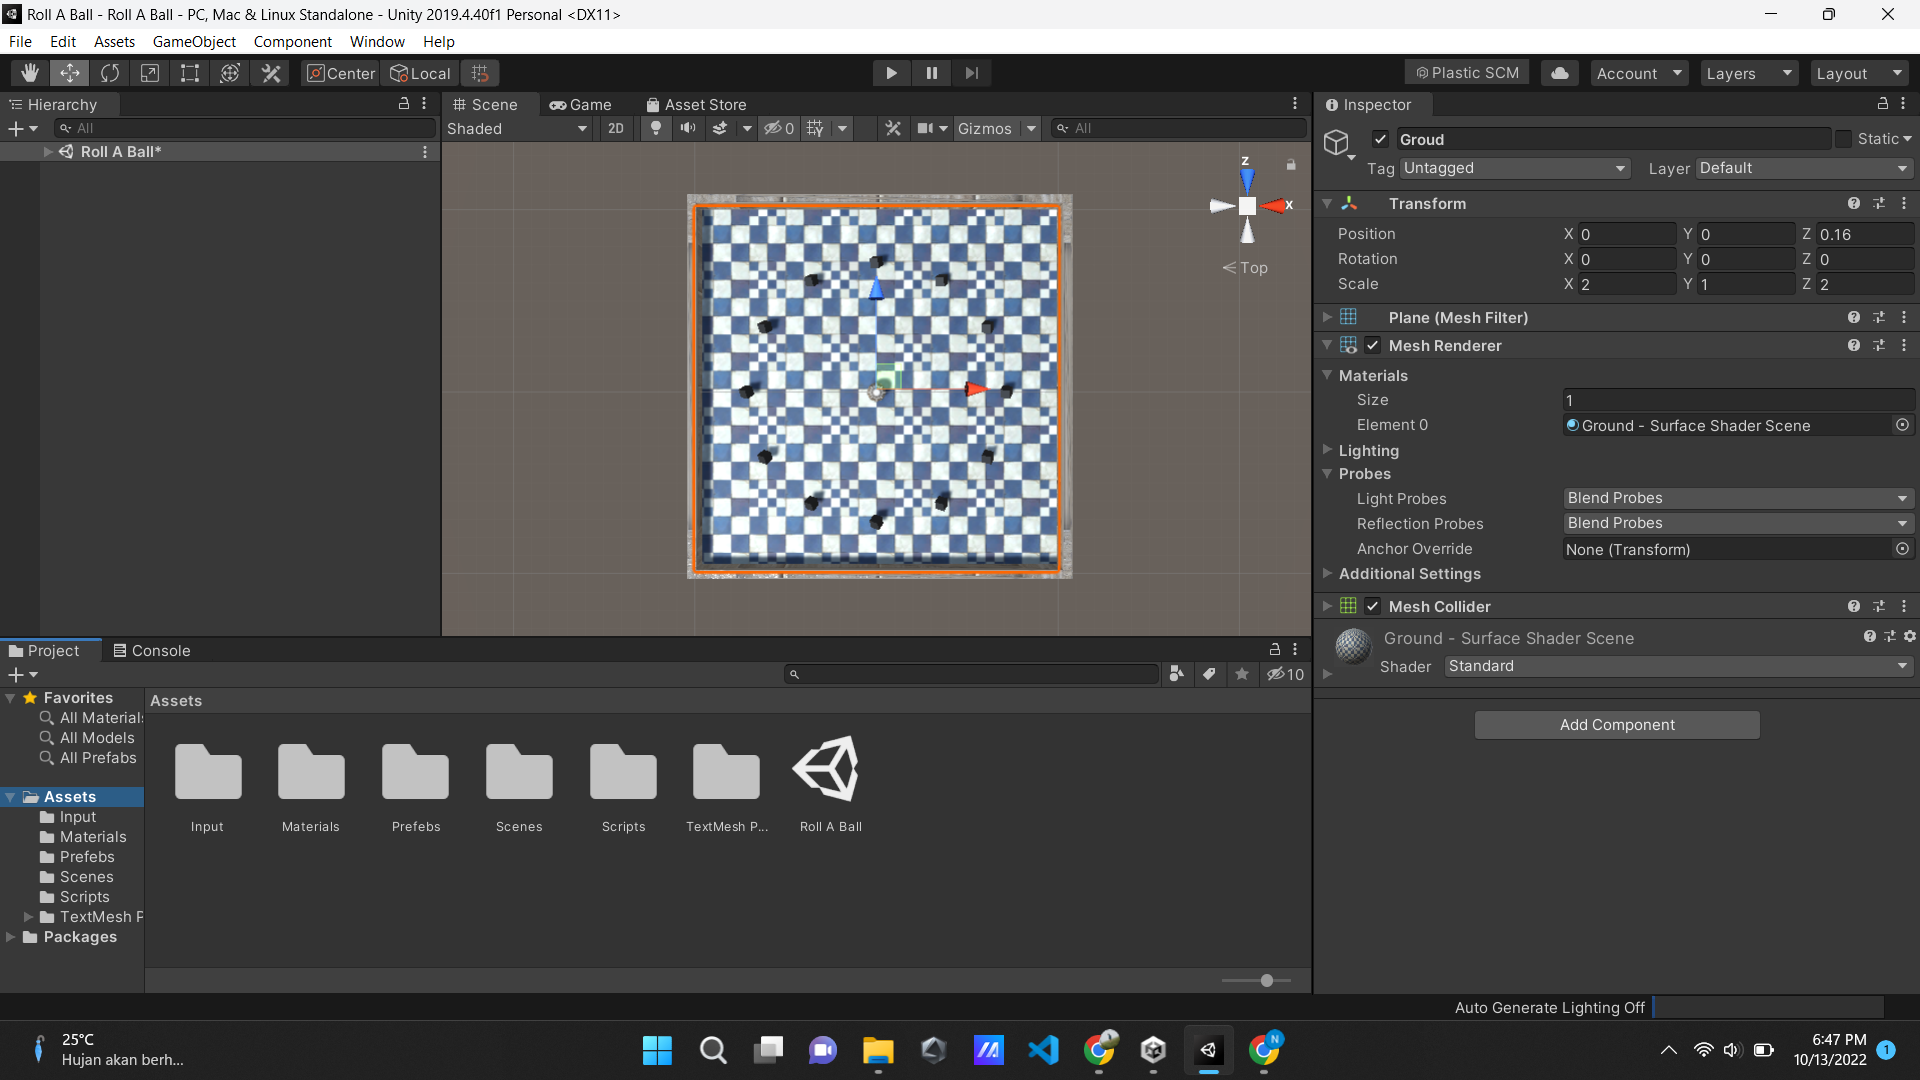 Roll A Ball - Roll A Ball - PC, Mac & Linux Standalone - Unity 2019.4.40f1 Personal <DX11>
File Edit Assets GameObject Component Window Help
Center Local Plastic SCM Account Layers Layout
Hierarchy
All
Roll A Ball*
Scene Game Asset Store
Shaded 2D 0 Gizmos All
z
x
Top
Inspector
Groud Static
Tag Untagged Layer Default
Transform
Position X 0 Y 0 Z 0.16
Rotation X 0 Y 0 Z 0
Scale X 2 Y 1 Z 2
Plane (Mesh Filter)
Mesh Renderer
Materials
Size 1
Element 0 Ground - Surface Shader Scene
Lighting
Probes
Light Probes Blend Probes
Reflection Probes Blend Probes
Anchor Override None (Transform)
Additional Settings
Mesh Collider
Ground - Surface Shader Scene
Shader Standard
Add Component
Project Console
10
Favorites
All Materials
All Models
All Prefabs
Assets
Input
Materials
Prefebs
Scenes
Scripts
TextMesh P
Packages
Assets
Input Materials Prefebs Scenes Scripts TextMesh P... Roll A Ball
Auto Generate Lighting Off
25°C
Hujan akan berh...
N
6:47 PM
10/13/2022
1